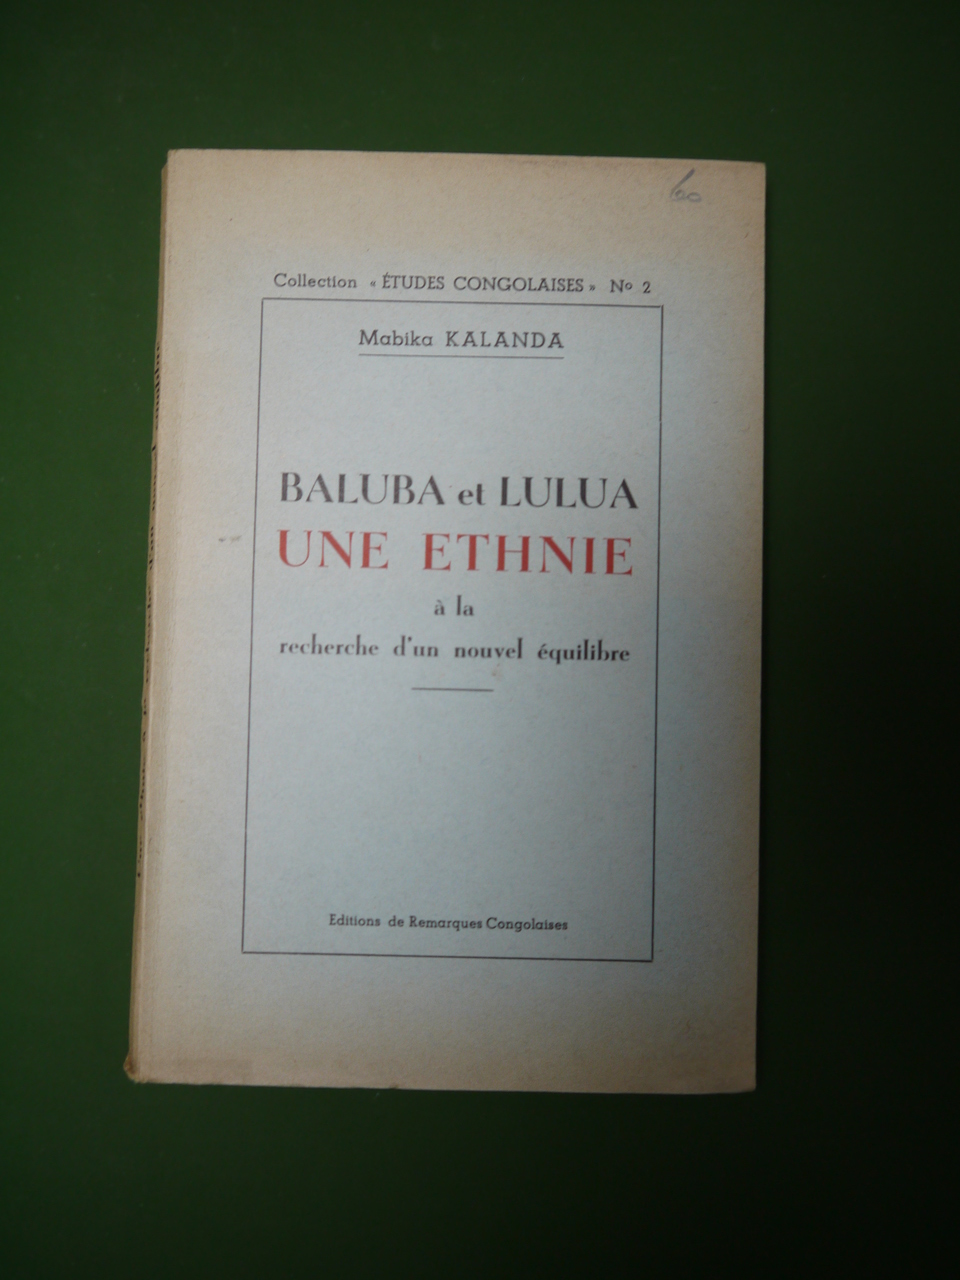 Collection « ÉTUDES CONGOLAISES » Nº 2
Mabika KALANDA
BALUBA et LULUA
UNE ETHNIE
à la
recherche d'un nouvel équilibre
Editions de Remarques Congolaises